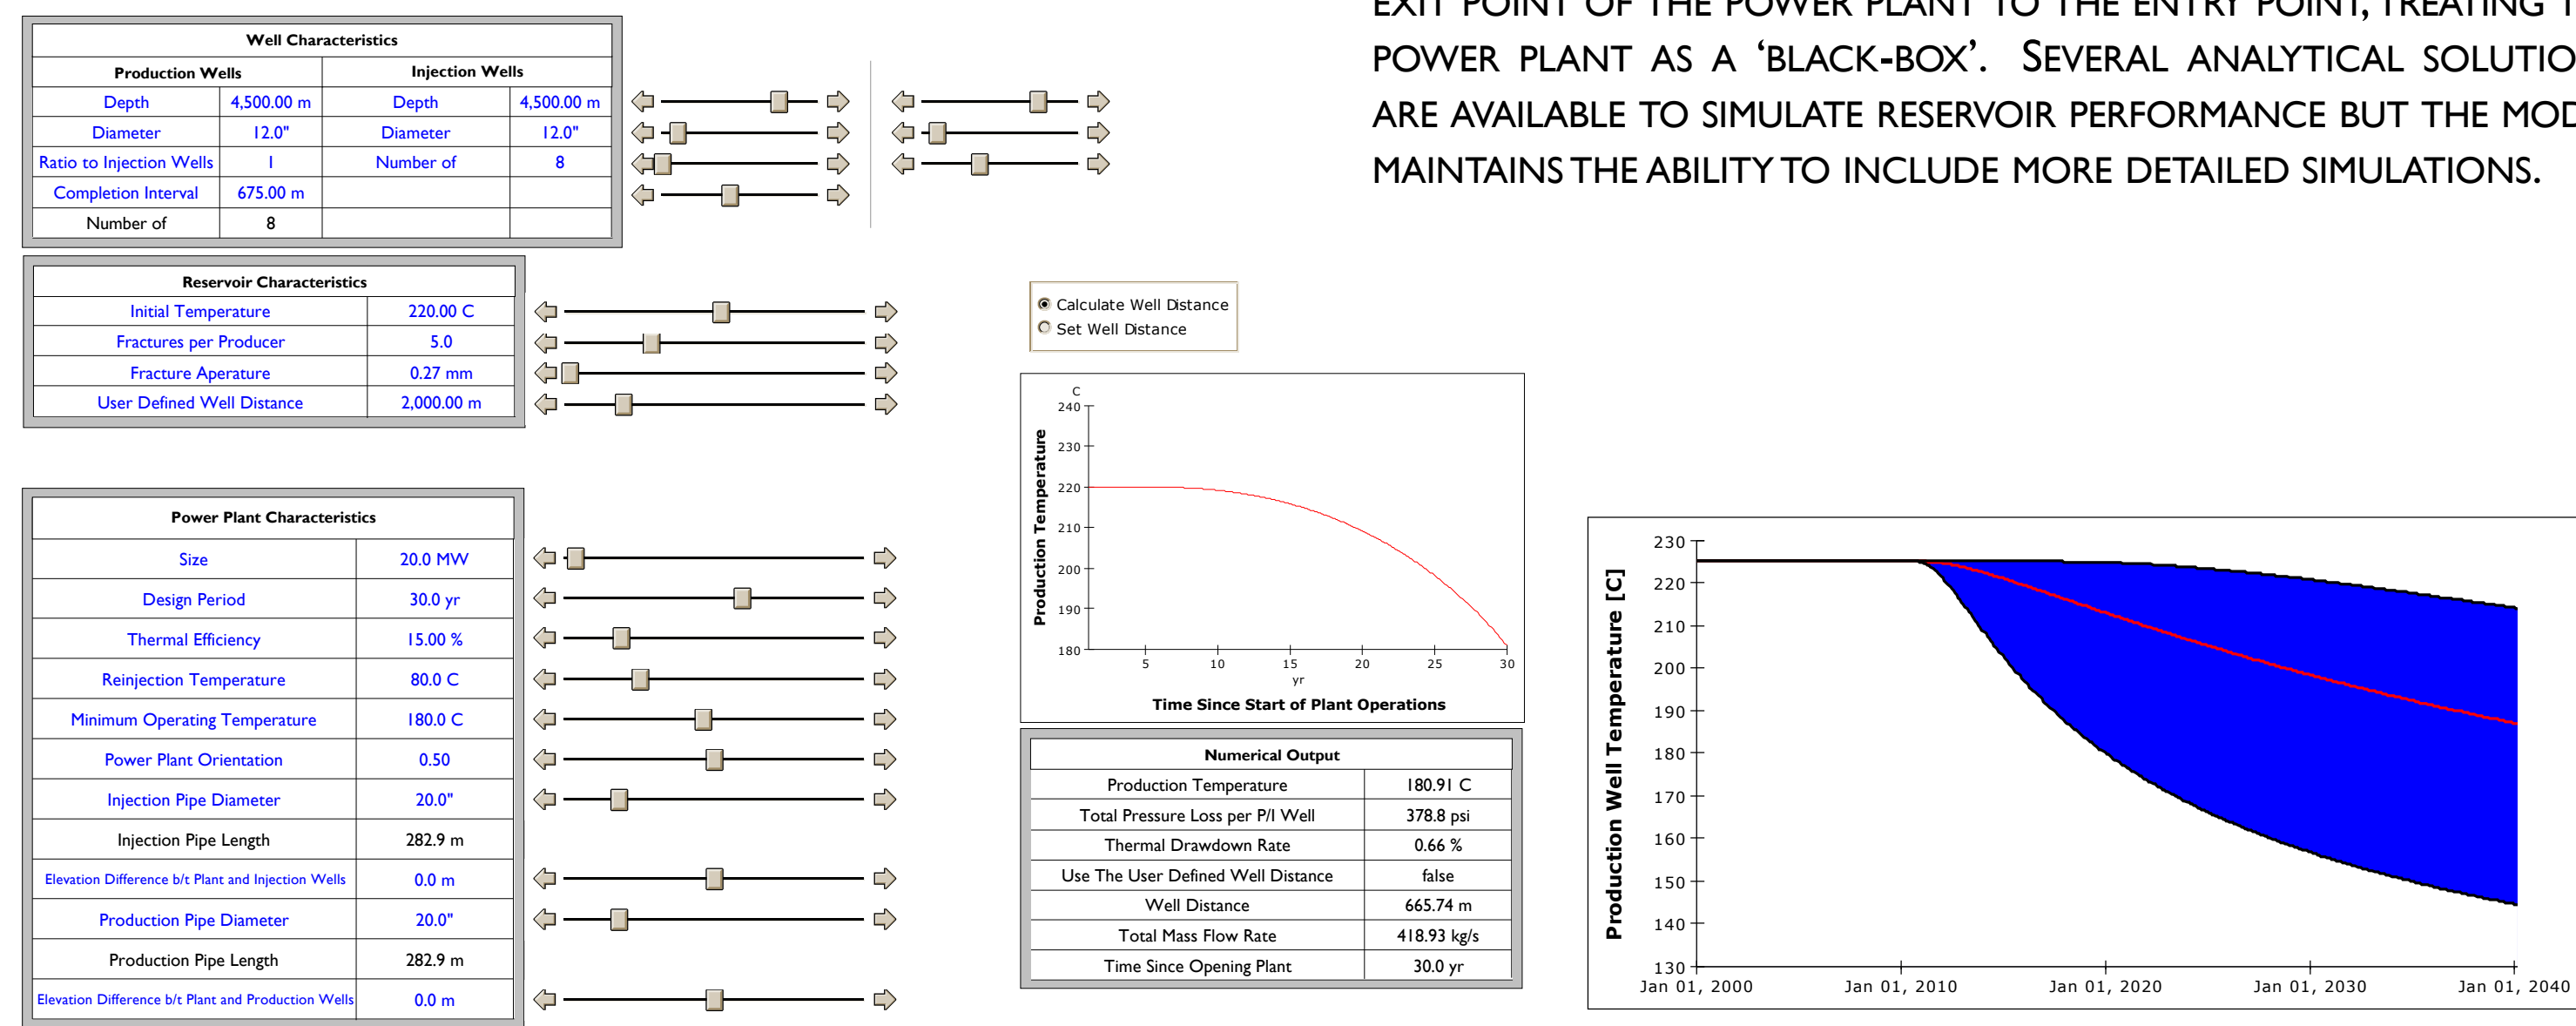 EXIT POINT OF THE POWER PLANT TO THE ENTRY POINT, TREATING
POWER PLANT AS A ‘BLACK-BOX’. SEVERAL ANALYTICAL
ARE AVAILABLE TO SIMULATE RESERVOIR PERFORMANCE BUT THE
MAINTAINS THE ABILITY TO INCLUDE MORE DETAILED SIMULATIONS.
Well Characteristics
Production Wells Injection Wells
Depth 4,500.00 m Depth 4,500.00 m
Diameter 12.0" Diameter 12.0"
Ratio to Injection Wells 1 Number of 8
Completion Interval 675.00 m
Number of 8
Reservoir Characteristics
Initial Temperature 220.00 C
Fractures per Producer 5.0
Fracture Aperature 0.27 mm
User Defined Well Distance 2,000.00 m
Calculate Well Distance
Set Well Distance
Power Plant Characteristics
Size 20.0 MW
Design Period 30.0 yr
Thermal Efficiency 15.00 %
Reinjection Temperature 80.0 C
Minimum Operating Temperature 180.0 C
Power Plant Orientation 0.50
Injection Pipe Diameter 20.0"
Injection Pipe Length 282.9 m
Elevation Difference b/t Plant and Injection Wells 0.0 m
Production Pipe Diameter 20.0"
Production Pipe Length 282.9 m
Elevation Difference b/t Plant and Production Wells 0.0 m
C
240
230
220
210
200
190
180
Production Temperature
5 10 15 20 25 30
yr
Time Since Start of Plant Operations
Numerical Output
Production Temperature 180.91 C
Total Pressure Loss per P/I Well 378.8 psi
Thermal Drawdown Rate 0.66 %
Use The User Defined Well Distance false
Well Distance 665.74 m
Total Mass Flow Rate 418.93 kg/s
Time Since Opening Plant 30.0 yr
Production Well Temperature [C]
230
220
210
200
190
180
170
160
150
140
130
Jan 01, 2000 Jan 01, 2010 Jan 01, 2020 Jan 01, 2030 Jan 01, 2040